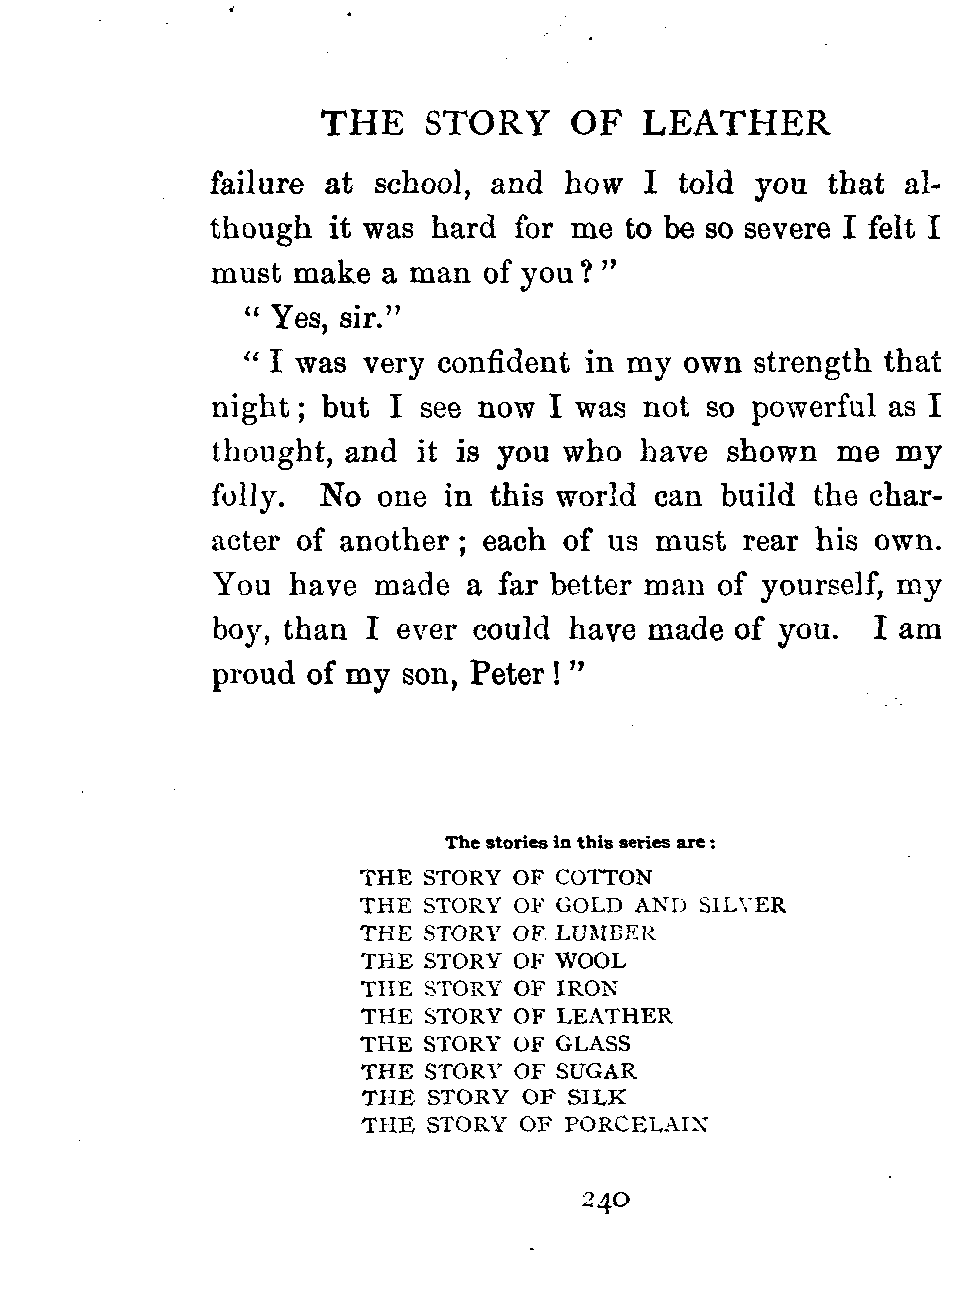 THE STORY OF LEATHER
failure at school, and how I told you that al-
though it was hard for me to be so severe I felt I
must make a man of you?"
"Yes, sir."
"I was very confident in my own strength that
night; but I see now I was not so powerful as I
thought, and it is you who have shown me my
folly. No one in this world can build the char-
acter of another; each of us must rear his own.
You have made a far better man of yourself, my
boy, than I ever could have made of you. I am
proud of my son, Peter!"
The stories in this series are:
THE STORY OF COTTON
THE STORY OF GOLD AND SILVER
THE STORY OF LUMBER
THE STORY OF WOOL
THE STORY OF IRON
THE STORY OF LEATHER
THE STORY OF GLASS
THE STORY OF SUGAR
THE STORY OF SILK
THE STORY OF PORCELAIN
240